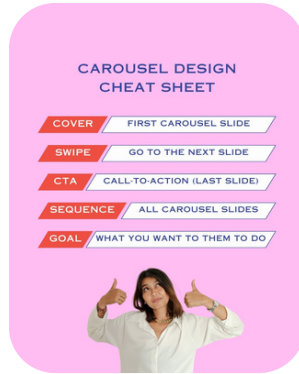 CAROUSEL DESIGN
CHEAT SHEET
COVER FIRST CAROUSEL SLIDE
SWIPE GO TO THE NEXT SLIDE
CTA CALL-TO-ACTION (LAST SLIDE)
SEQUENCE ALL CAROUSEL SLIDES
GOAL WHAT YOU WANT TO THEM TO DO